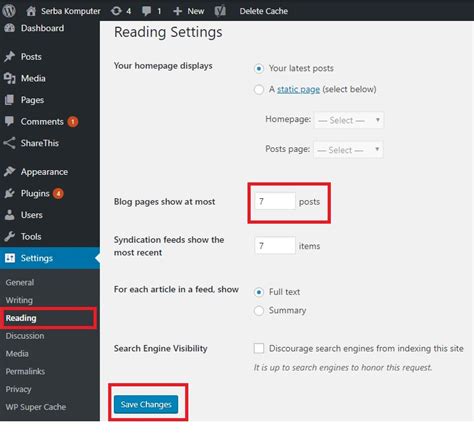 Serba Komputer 4 1 + New Delete Cache
Dashboard
Posts
Media
Pages
Comments 1
ShareThis
Appearance
Plugins 4
Users
Tools
Settings
General
Writing
Reading
Discussion
Media
Permalinks
Privacy
WP Super Cache
Reading Settings
Your homepage displays
Your latest posts
A static page (select below)
Homepage: — Select —
Posts page: — Select —
Blog pages show at most
7 posts
Syndication feeds show the
most recent
7 items
For each article in a feed, show
Full text
Summary
Search Engine Visibility
Discourage search engines from indexing this site
It is up to search engines to honor this request.
Save Changes